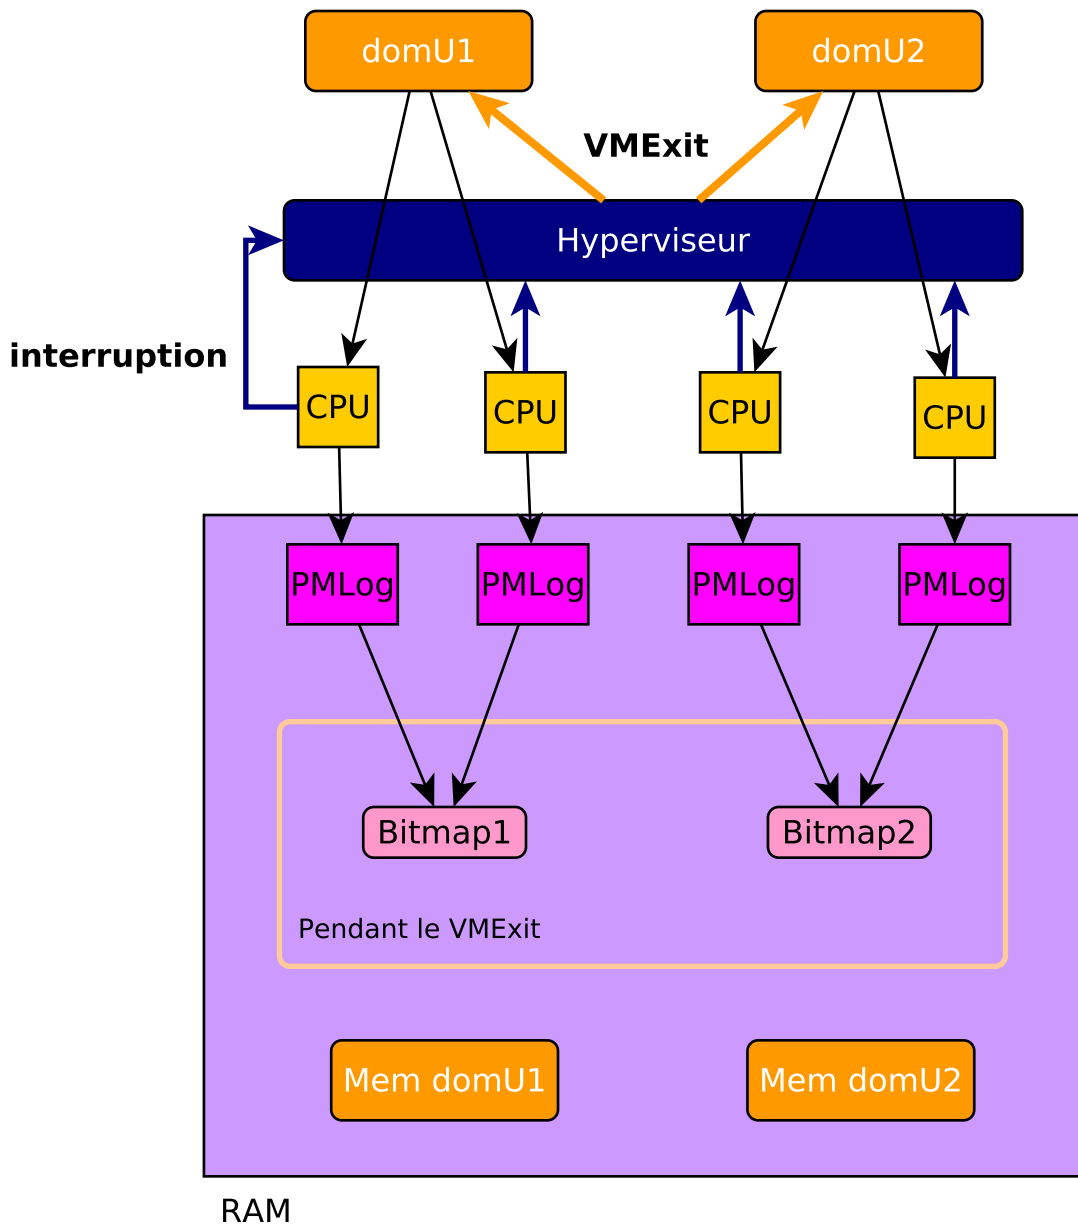 domU1
domU2
VMExit
Hyperviseur
interruption
CPU
CPU
CPU
CPU
PMLog
PMLog
PMLog
PMLog
Bitmap1
Bitmap2
Pendant le VMExit
Mem domU1
Mem domU2
RAM